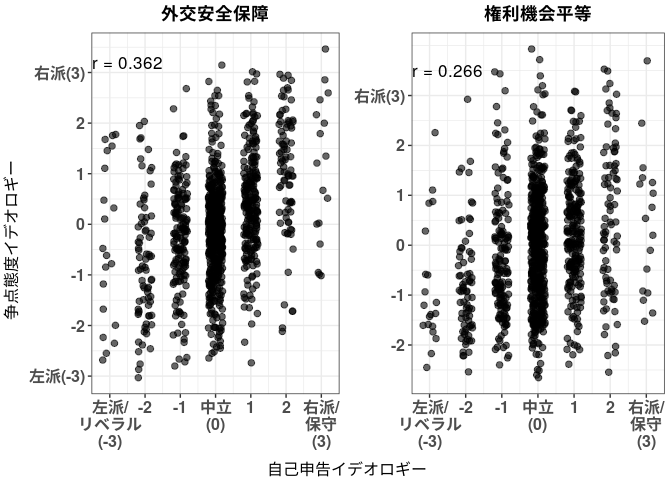 外交安全保障
権利機会平等
r = 0.362
r = 0.266
右派(3)
2
1
0
-1
-2
左派(-3)
右派(3)
2
1
0
-1
-2
争点態度イデオロギー
左派/
リベラル
(-3)
-2
-1
中立
(0)
1
2
右派/
保守
(3)
左派/
リベラル
(-3)
-2
-1
中立
(0)
1
2
右派/
保守
(3)
自己申告イデオロギー